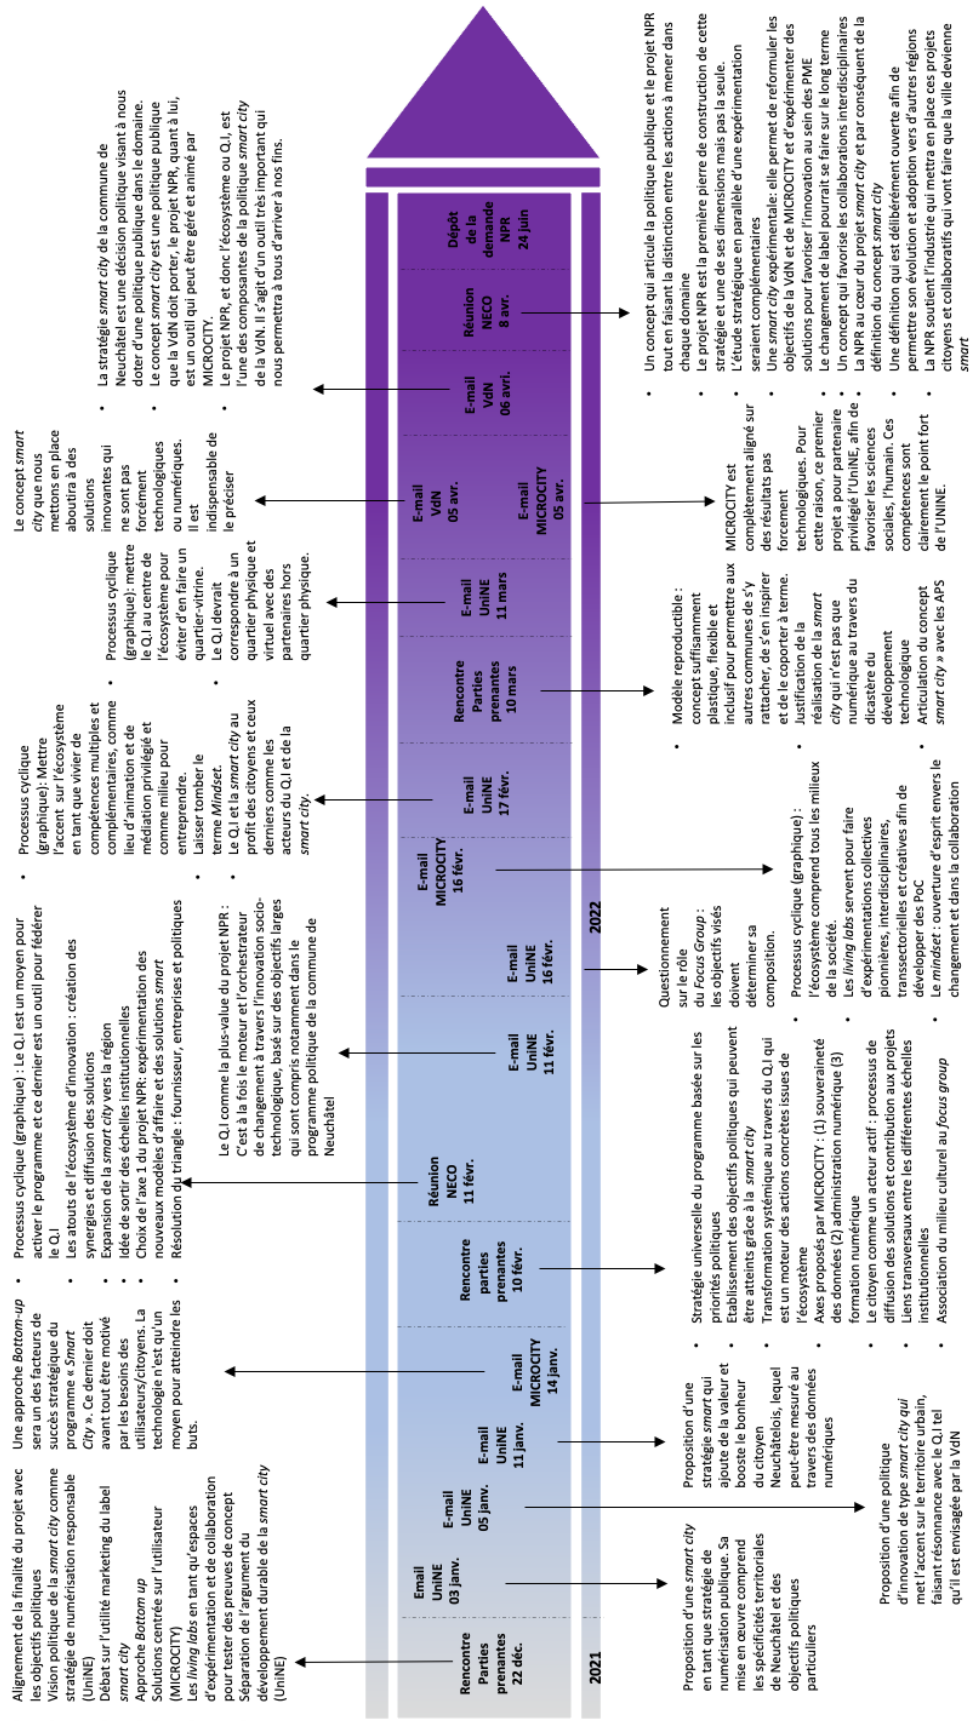 Alignement de la finalité du projet avec
les objectifs politiques
Vision politique de la smart city comme
stratégie de numérisation responsable
(UniNE)
Débat sur l'utilité marketing du label
smart city
Approche Bottom up
Solutions centrée sur l'utilisateur
(MICROCITY)
Les living labs en tant qu'espaces
d'expérimentation et de collaboration
pour tester des preuves de concept
Séparation de l'argument du
développement durable de la smart city
(UniNE)
Une approche Bottom-up
sera un des facteurs de
succès stratégique du
programme « Smart
City ». Ce dernier doit
avant tout être motivé
par les besoins des
utilisateurs/citoyens. La
technologie n'est qu'un
moyen pour atteindre les
buts.
• Processus cyclique (graphique) : Le Q.I est un moyen pour
activer le programme et ce dernier est un outil pour fédérer
le Q.I
• Les atouts de l'écosystème d'innovation : création des
synergies et diffusion des solutions
• Expansion de la smart city vers la région
• Idée de sortir des échelles institutionnelles
• Choix de l'axe 1 du projet NPR: expérimentation des
nouveaux modèles d'affaire et des solutions smart
• Résolution du triangle : fournisseur, entreprises et politiques
Le Q.I comme la plus-value du projet NPR :
C'est à la fois le moteur et l'orchestrateur
de changement à travers l'innovation socio-
technologique, basé sur des objectifs larges
qui sont compris notamment dans le
programme politique de la commune de
Neuchâtel
• Processus cyclique
(graphique): Mettre
l'accent sur l'écosystème
en tant que vivier de
compétences multiples et
complémentaires, comme
lieu d'animation et de
médiation privilégié et
comme milieu pour
entreprendre.
• Laisser tomber le
terme Mindset.
• Le Q.I et la smart city au
profit des citoyens et ceux
derniers comme les
acteurs du Q.I et de la
smart city.
• Processus cyclique
(graphique): mettre
le Q.I au centre de
l'écosystème pour
éviter d'en faire un
quartier-vitrine.
• Le Q.I devrait
correspondre à un
quartier physique et
virtuel avec des
partenaires hors
quartier physique.
Le concept smart
city que nous
mettons en place
aboutira à des
solutions
innovantes qui
ne sont pas
forcément
technologiques
ou numériques.
Il est
indispensable de
le préciser
• La stratégie smart city de la commune de
Neuchâtel est une décision politique visant à nous
doter d'une politique publique dans le domaine.
• Le concept smart city est une politique publique
que la VdN doit porter, le projet NPR, quant à lui,
est un outil qui peut être géré et animé par
MICROCITY.
• Le projet NPR, et donc l'écosystème ou Q.I, est
l'une des composantes de la politique smart city
de la VdN. Il s'agit d'un outil très important qui
nous permettra à tous d'arriver à nos fins.
Rencontre
Parties
prenantes
22 déc.
Email
UniNE
03 janv.
E-mail
UniNE
05 janv.
E-mail
UniNE
11 janv.
E-mail
MICROCITY
14 janv.
Rencontre
parties
prenantes
10 févr.
Réunion
NECO
11 févr.
E-mail
UniNE
11 févr.
E-mail
UniNE
16 févr.
E-mail
MICROCITY
16 févr.
E-mail
UniNE
17 févr.
Rencontre
Parties
prenantes
10 mars
E-mail
UniNE
11 mars
E-mail
VdN
05 avr.
E-mail
MICROCITY
05 avr.
E-mail
VdN
06 avri.
Réunion
NECO
8 avr.
Dépôt
de la
demande
NPR
24 juin
2021
2022
Proposition d'une smart city
en tant que stratégie de
numérisation publique. Sa
mise en œuvre comprend
les spécificités territoriales
de Neuchâtel et des
objectifs politiques
particuliers
Proposition d'une politique
d'innovation de type smart city qui
met l'accent sur le territoire urbain,
faisant résonnance avec le Q.I tel
qu'il est envisagée par la VdN
Proposition d'une
stratégie smart qui
ajoute de la valeur et
booste le bonheur
du citoyen
Neuchâtelois, lequel
peut-être mesuré au
travers des données
numériques
• Stratégie universelle du programme basée sur les
priorités politiques
• Etablissement des objectifs politiques qui peuvent
être atteints grâce à la smart city
• Transformation systémique au travers du Q.I qui
est un moteur des actions concrètes issues de
l'écosystème
• Axes proposés par MICROCITY : (1) souveraineté
des données (2) administration numérique (3)
formation numérique
• Le citoyen comme un acteur actif : processus de
diffusion des solutions et contribution aux projets
• Liens transversaux entre les différentes échelles
institutionnelles
• Association du milieu culturel au focus group
Questionnement
sur le rôle
du Focus Group :
les objectifs visés
doivent
déterminer sa
composition.
• Processus cyclique (graphique) :
l'écosystème comprend tous les milieux
de la société.
• Les living labs servent pour faire
d'expérimentations collectives
pionnières, interdisciplinaires,
transsectorielles et créatives afin de
développer des PoC
• Le mindset : ouverture d'esprit envers le
changement et dans la collaboration
• Modèle reproductible :
concept suffisamment
plastique, flexible et
inclusif pour permettre aux
autres communes de s'y
rattacher, de s'en inspirer
et de le coporter à terme.
• Justification de la
réalisation de la smart
city qui n'est pas que
numérique au travers du
dicastère du
développement
technologique
• Articulation du concept
smart city » avec les APS
MICROCITY est
complètement aligné sur
des résultats pas
forcement
technologiques. Pour
cette raison, ce premier
projet a pour partenaire
privilégié l'UniNE, afin de
favoriser les sciences
sociales, l'humain. Ces
compétences sont
clairement le point fort
de l'UNINE.
• Un concept qui articule la politique publique et le projet NPR
tout en faisant la distinction entre les actions à mener dans
chaque domaine
• Le projet NPR est la première pierre de construction de cette
stratégie et une de ses dimensions mais pas la seule.
• L'étude stratégique en parallèle d'une expérimentation
seraient complémentaires
• Une smart city expérimentale: elle permet de reformuler les
objectifs de la VdN et de MICROCITY et d'expérimenter des
solutions pour favoriser l'innovation au sein des PME
• Le changement de label pourrait se faire sur le long terme
• Un concept qui favorise les collaborations interdisciplinaires
• La NPR au cœur du projet smart city et par conséquent de la
définition du concept smart city
• Une définition qui est délibérément ouverte afin de
permettre son évolution et adoption vers d'autres régions
• La NPR soutient l'industrie qui mettra en place ces projets
citoyens et collaboratifs qui vont faire que la ville devienne
smart